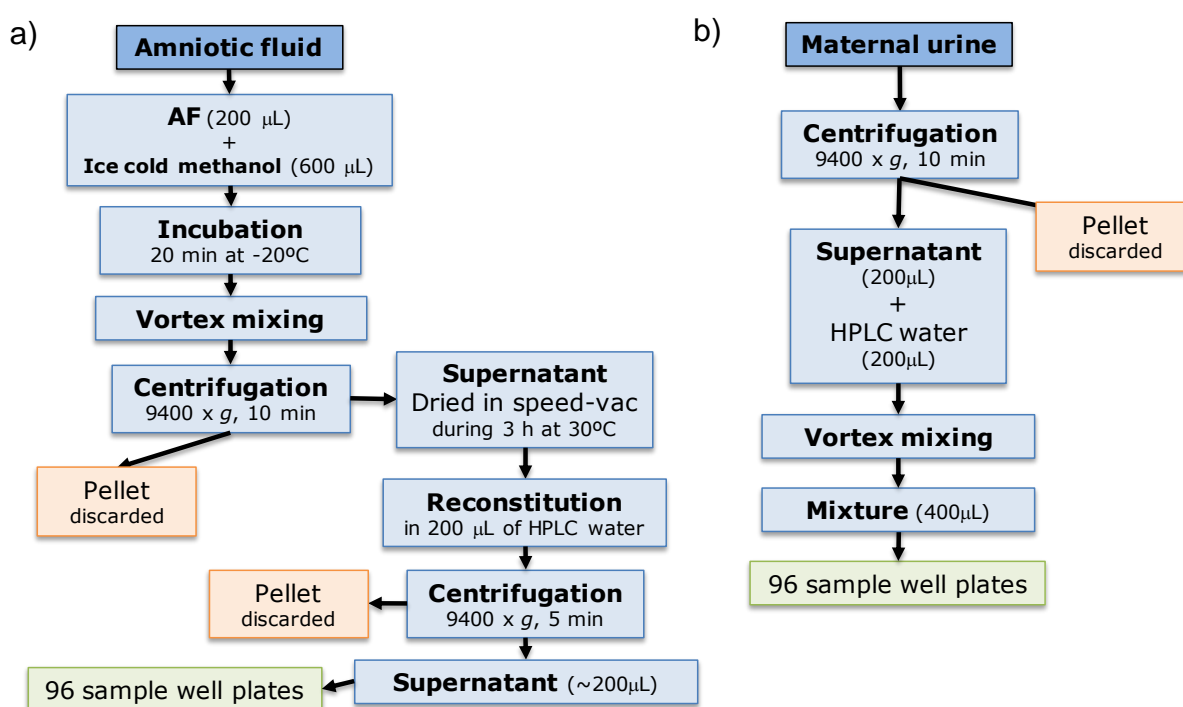 a)
Amniotic fluid
AF (200 μL)
+
Ice cold methanol (600 μL)
Incubation
20 min at -20ºC
Vortex mixing
Centrifugation
9400 x g, 10 min
Pellet
discarded
Supernatant
Dried in speed-vac
during 3 h at 30ºC
Reconstitution
in 200 μL of HPLC water
Centrifugation
9400 x g, 5 min
Pellet
discarded
Supernatant (~200μL)
96 sample well plates
b)
Maternal urine
Centrifugation
9400 x g, 10 min
Pellet
discarded
Supernatant
(200μL)
+
HPLC water
(200μL)
Vortex mixing
Mixture (400μL)
96 sample well plates